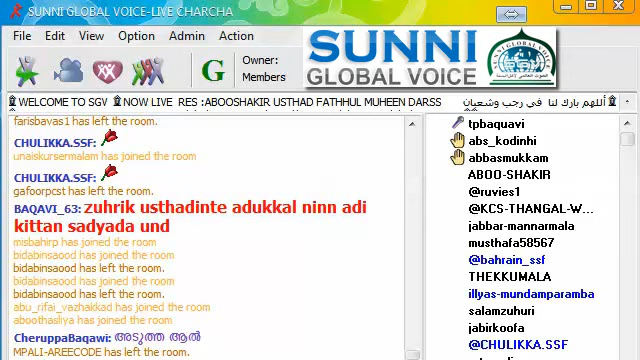 SUNNI GLOBAL VOICE-LIVE CHARCHA
File Edit View Option Admin Action
SUNNI
GLOBAL VOICE
G Owner:
Members
WELCOME TO SGV NOW LIVE RES :ABOOSHAKIR USTHAD FATHHUL MUHEEN DARSS أللهم بارك لنا في رجب وشعبان
farisbavas1 has left the room.
CHULIKKA.SSF:
unaiskursermalam has joined the room
CHULIKKA.SSF:
gafoorpcst has left the room.
BAQAVI_63: zuhrik usthadinte adukkal ninn adi
kittan sadyada und
misbahirp has joined the room
bidabinsaood has joined the room
bidabinsaood has left the room.
bidabinsaood has joined the room
bidabinsaood has left the room.
abu_rifai_vazhakkad has joined the room
aboothasliya has joined the room
CheruppaBaqawi: അടുത്ത ആൽ
MPALI-AREECODE has left the room.
tpbaquavi
abs_kodinhi
abbasmukkam
ABOO-SHAKIR
@ruvies1
@KCS-THANGAL-W...
jabbar-mannarmala
musthafa58567
@bahrain_ssf
THEKKUMALA
illyas-mundamparamba
salamzuhuri
jabirkoofa
@CHULIKKA.SSF